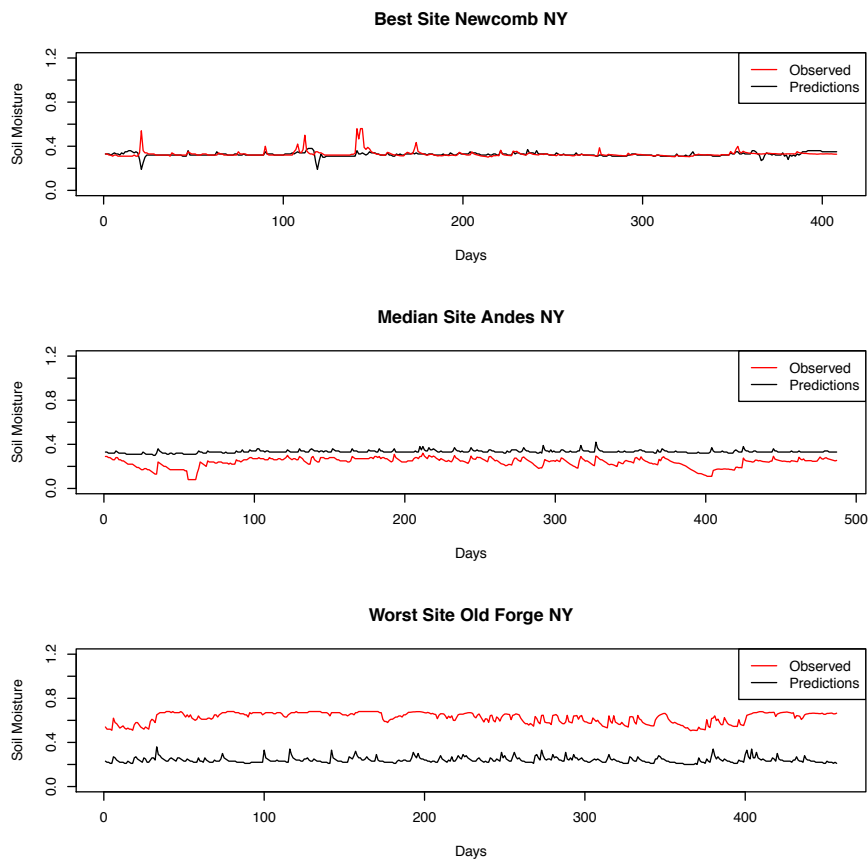 Best Site Newcomb NY
Soil Moisture
0.0 0.4 0.8 1.2
Observed
Predictions
0 100 200 300 400
Days
Median Site Andes NY
Soil Moisture
0.0 0.4 0.8 1.2
Observed
Predictions
0 100 200 300 400 500
Days
Worst Site Old Forge NY
Soil Moisture
0.0 0.4 0.8 1.2
Observed
Predictions
0 100 200 300 400
Days